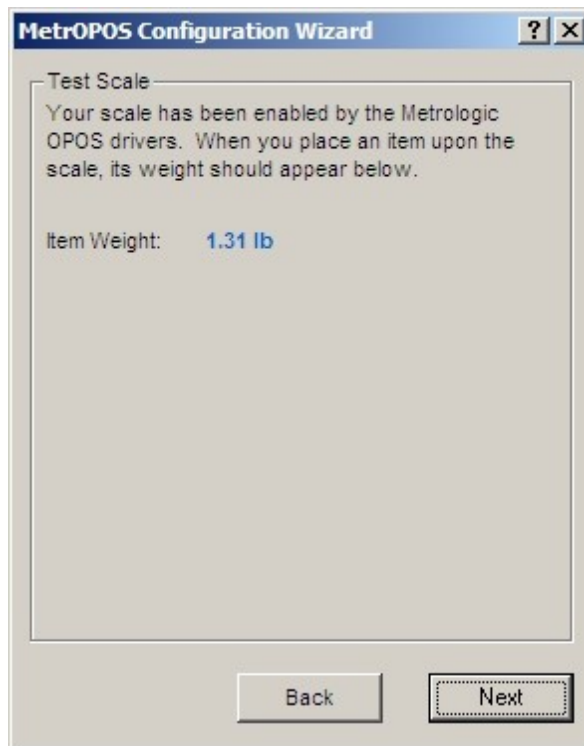 MetrOPOS Configuration Wizard
Test Scale
Your scale has been enabled by the Metrologic
OPOS drivers. When you place an item upon the
scale, its weight should appear below.
Item Weight: 1.31 lb
Back Next